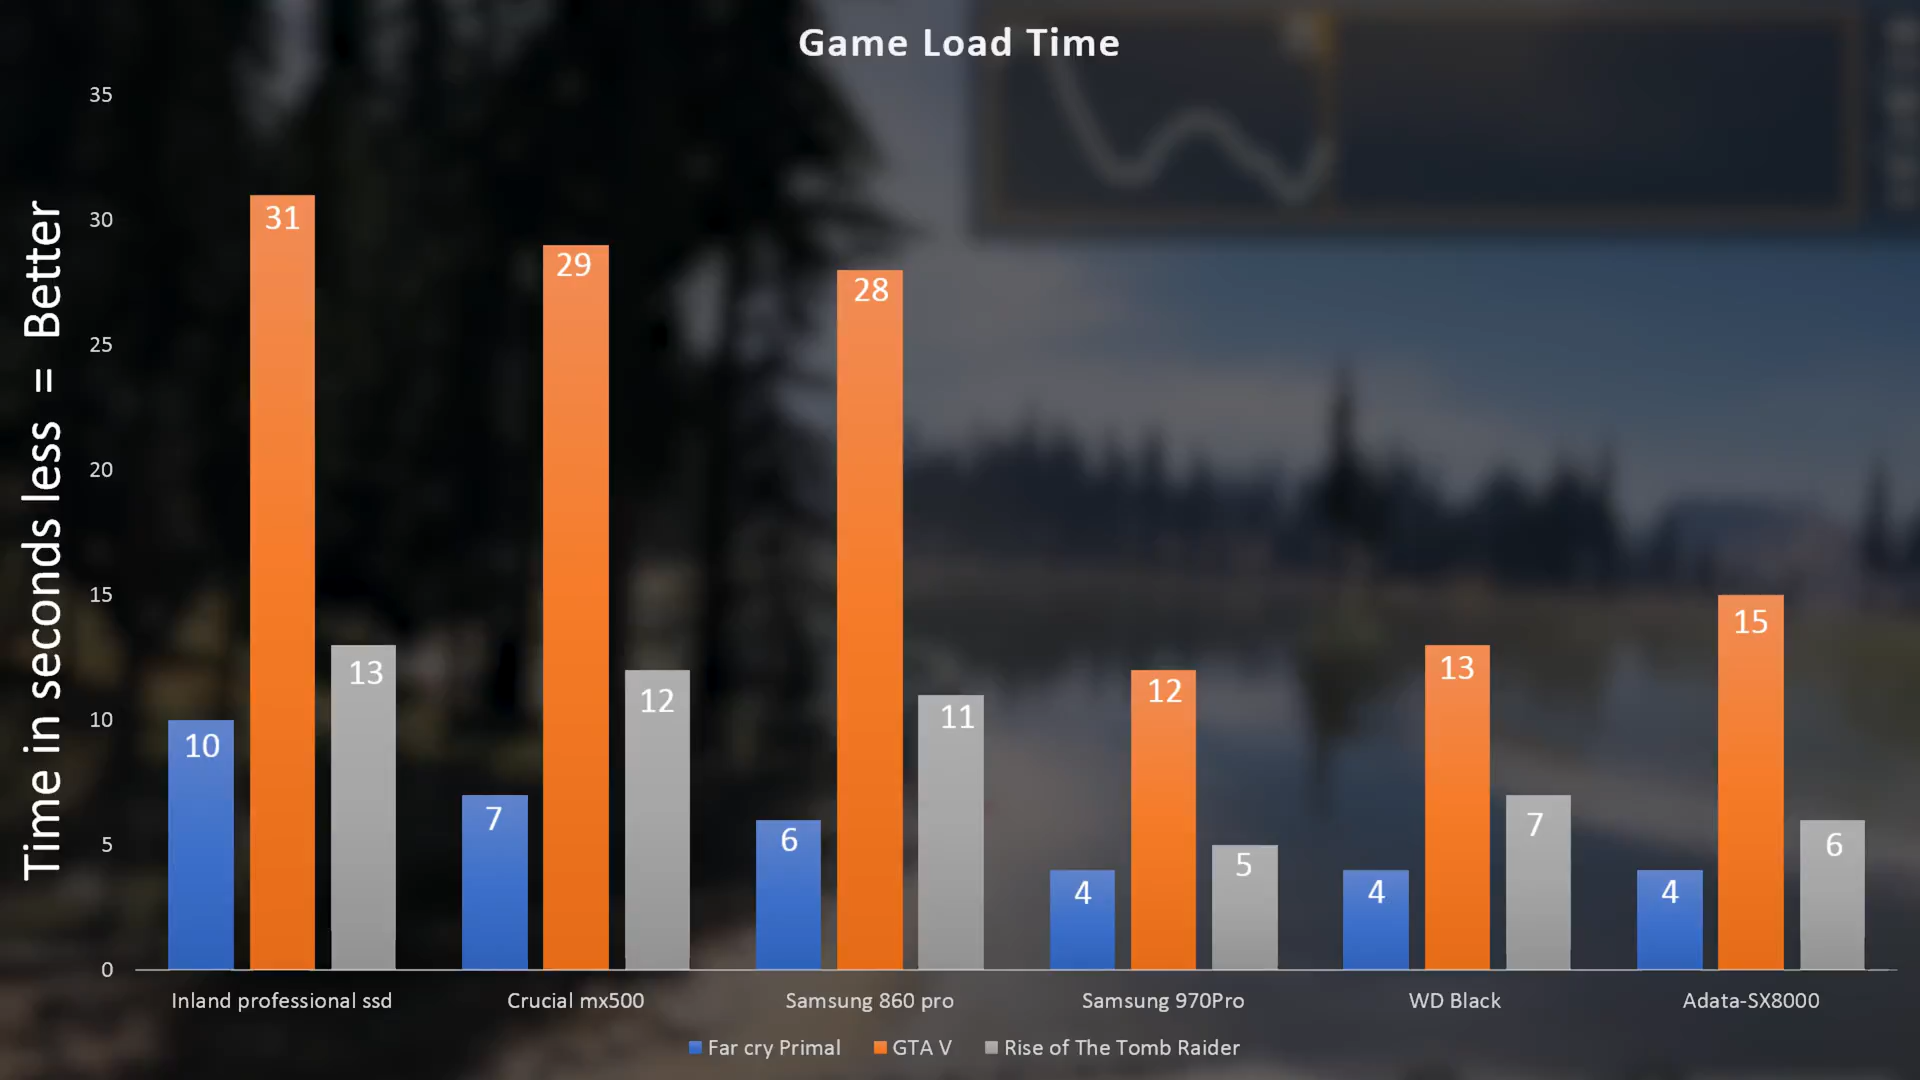 Game Load Time
Time in seconds less = Better
35
30
25
20
15
10
5
0
10
31
13
7
29
12
6
28
11
4
12
5
4
13
7
4
15
6
Inland professional ssd
Crucial mx500
Samsung 860 pro
Samsung 970Pro
WD Black
Adata-SX8000
Far cry Primal
GTA V
Rise of The Tomb Raider